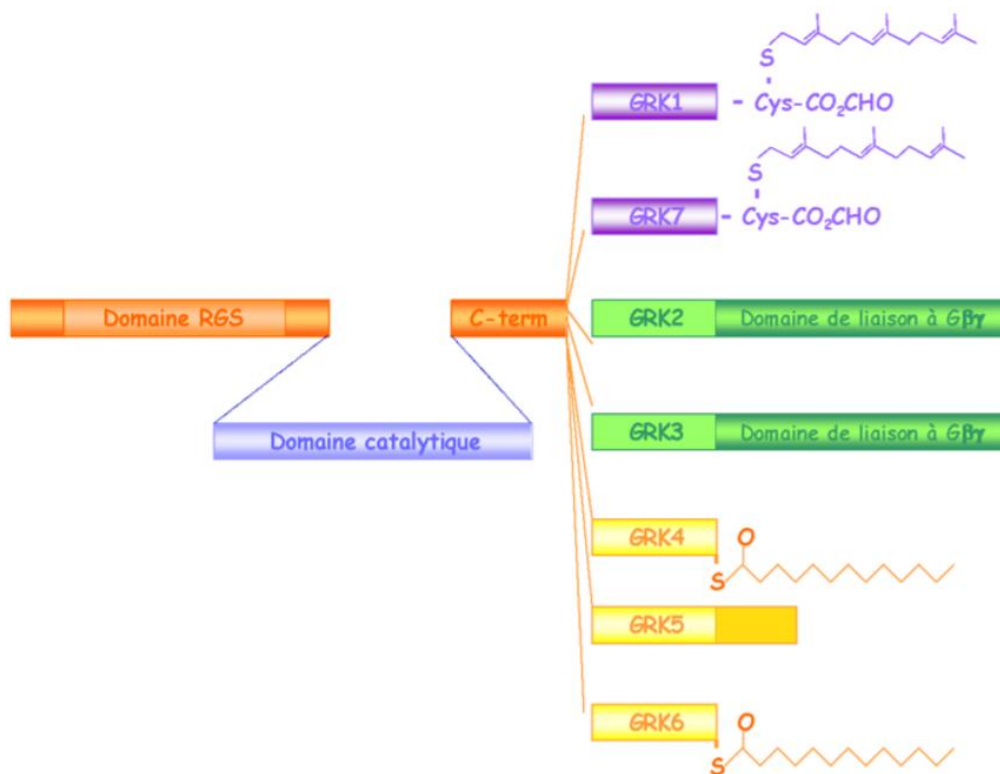 S
GRK1 - Cys-CO₂CHO
S
GRK7 - Cys-CO₂CHO
Domaine RGS
C-term
GRK2 Domaine de liaison à Gβγ
Domaine catalytique
GRK3 Domaine de liaison à Gβγ
GRK4 O
S
GRK5
GRK6 O
S